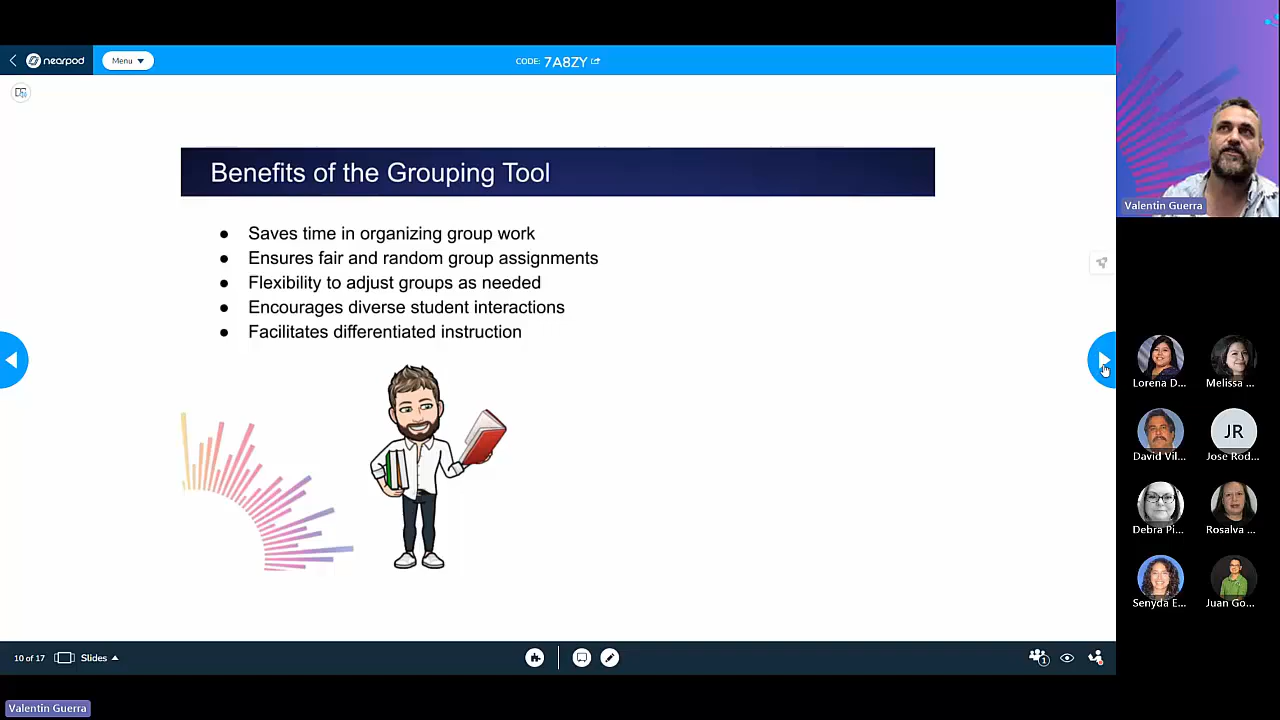 nearpod
Menu
CODE: 7A8ZY
Benefits of the Grouping Tool
● Saves time in organizing group work
● Ensures fair and random group assignments
● Flexibility to adjust groups as needed
● Encourages diverse student interactions
● Facilitates differentiated instruction
10 of 17
Slides
1
Valentin Guerra
Valentin Guerra
Lorena D...
Melissa ...
David Vil...
JR
Jose Rod...
Debra Pi...
Rosalva ...
Senyda E...
Juan Go...